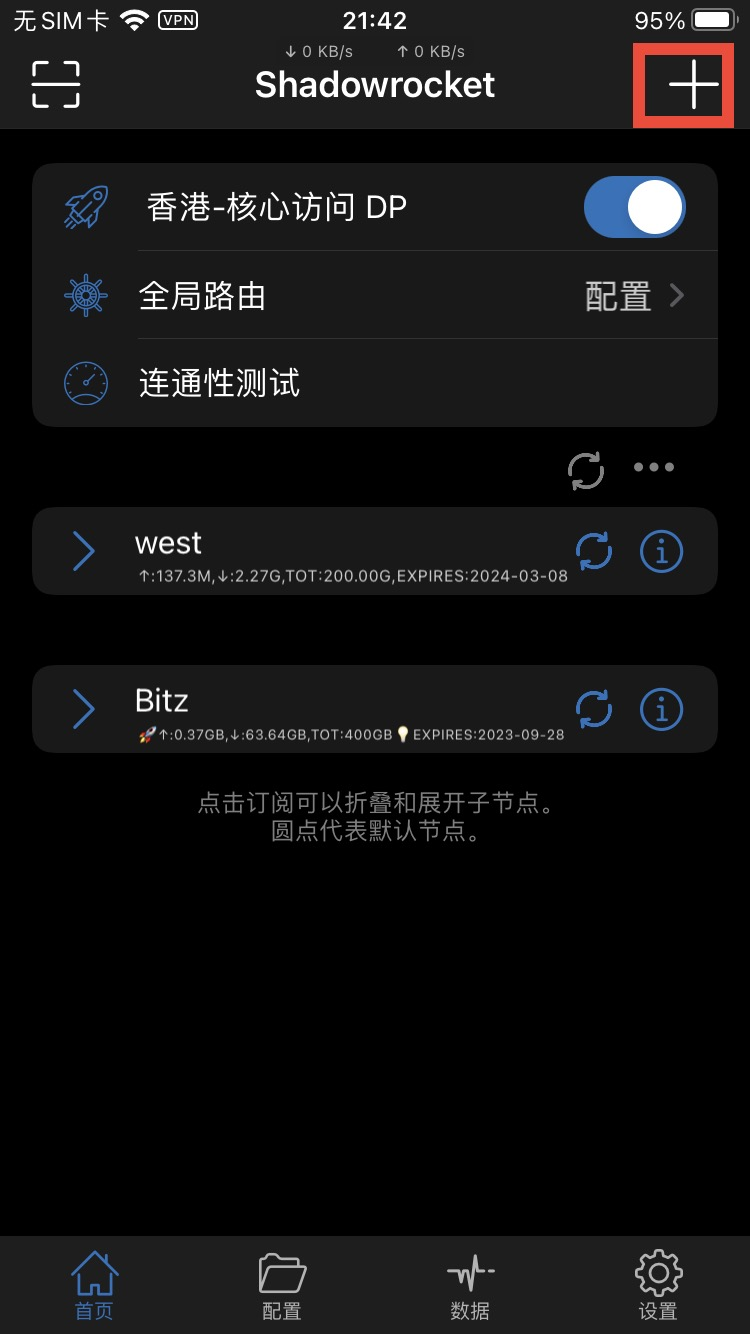 无SIM卡 VPN 21:42 95%
↓ 0 KB/s ↑ 0 KB/s
Shadowrocket
香港-核心访问 DP
全局路由 配置
连通性测试
west
↑:137.3M,↓:2.27G,TOT:200.00G,EXPIRES:2024-03-08
Bitz
🚀↑:0.37GB,↓:63.64GB,TOT:400GB💡EXPIRES:2023-09-28
点击订阅可以折叠和展开子节点。
圆点代表默认节点。
首页 配置 数据 设置